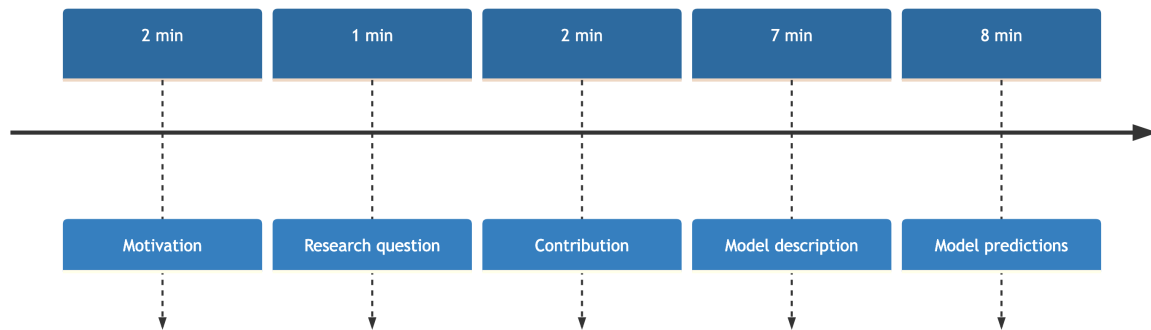 2 min
1 min
2 min
7 min
8 min
Motivation
Research question
Contribution
Model description
Model predictions